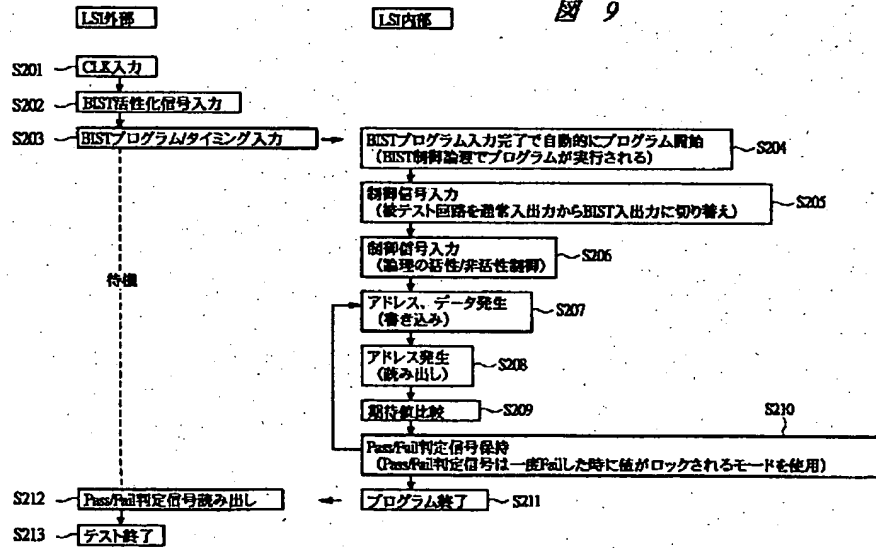 図 9
LSI外部
LSI内部
S201
CLK入力
S202
BIST活性化信号入力
S203
BISTプログラム/タイミング入力
BISTプログラム入力完了で自動的にプログラム開始
(BIST制御論理でプログラムが実行される)
S204
制御信号入力
(被テスト回路を通常入出力からBIST入出力に切り替え)
S205
制御信号入力
(論理の活性/非活性制御)
S206
待機
アドレス、データ発生
(書き込み)
S207
アドレス発生
(読み出し)
S208
期待値比較
S209
S210
Pass/Fail判定信号保持
(Pass/Fail判定信号は一度Failした時に値がロックされるモードを使用)
S212
Pass/Fail判定信号読み出し
プログラム終了
S211
S213
テスト終了